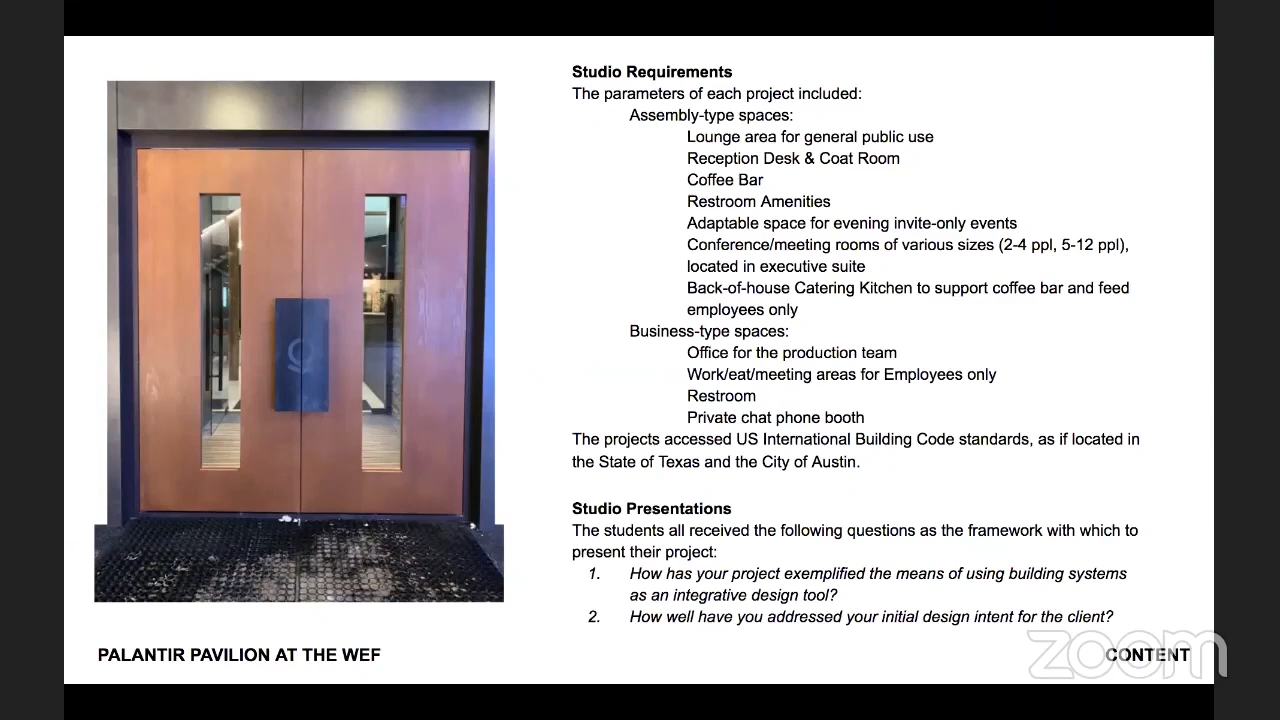 Studio Requirements
The parameters of each project included:
Assembly-type spaces:
Lounge area for general public use
Reception Desk & Coat Room
Coffee Bar
Restroom Amenities
Adaptable space for evening invite-only events
Conference/meeting rooms of various sizes (2-4 ppl, 5-12 ppl),
located in executive suite
Back-of-house Catering Kitchen to support coffee bar and feed
employees only
Business-type spaces:
Office for the production team
Work/eat/meeting areas for Employees only
Restroom
Private chat phone booth
The projects accessed US International Building Code standards, as if located in
the State of Texas and the City of Austin.
Studio Presentations
The students all received the following questions as the framework with which to
present their project:
1. How has your project exemplified the means of using building systems
as an integrative design tool?
2. How well have you addressed your initial design intent for the client?
PALANTIR PAVILION AT THE WEF
CONTENT
zoom